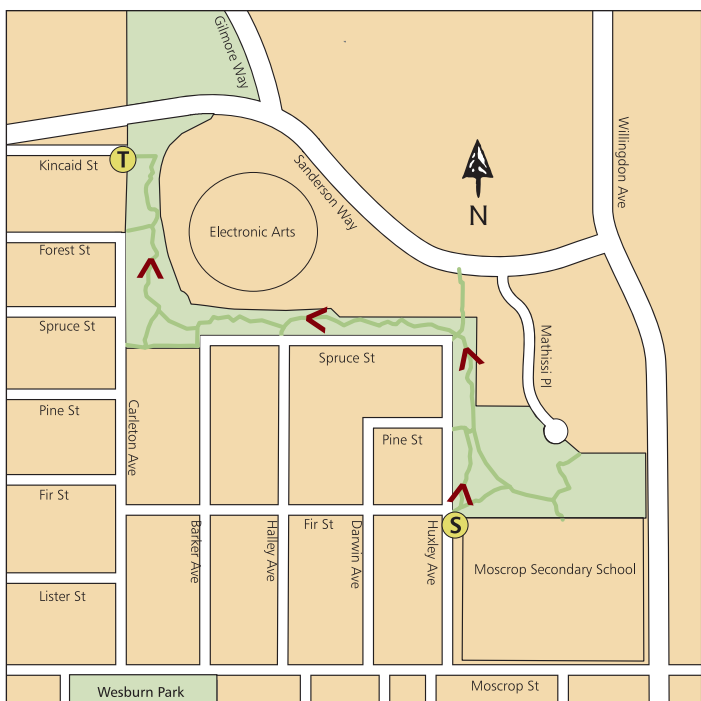 Gilmore Way
Kincaid St
T
Sanderson Way
Willingdon Ave
N
Electronic Arts
Forest St
Spruce St
Spruce St
Mathissi Pl
Pine St
Carleton Ave
Pine St
Fir St
S
Fir St
Barker Ave
Halley Ave
Darwin Ave
Huxley Ave
Moscrop Secondary School
Lister St
Wesburn Park
Moscrop St